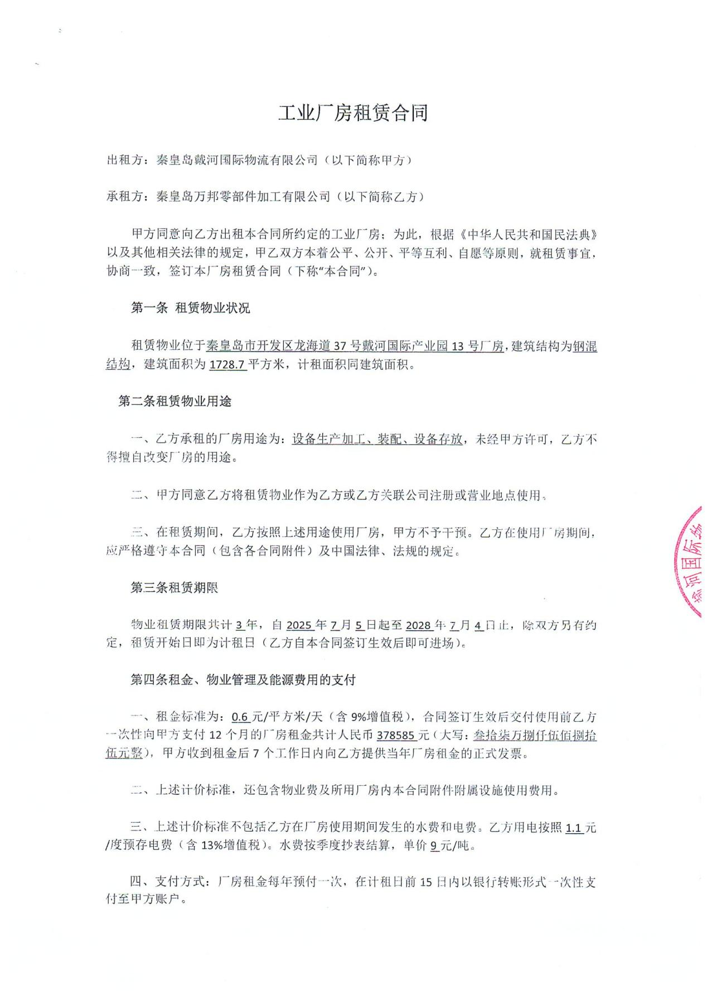 工业厂房租赁合同
出租方：秦皇岛戴河国际物流有限公司（以下简称甲方）
承租方：秦皇岛万邦零部件加工有限公司（以下简称乙方）
甲方同意向乙方出租本合同所约定的工业厂房；为此，根据《中华人民共和国民法典》
以及其他相关法律的规定，甲乙双方本着公平、公开、平等互利、自愿等原则，就租赁事宜，
协商一致，签订本厂房租赁合同（下称“本合同”）。
第一条 租赁物业状况
租赁物业位于秦皇岛市开发区龙海道 37 号戴河国际产业园 13 号厂房，建筑结构为钢混
结构，建筑面积为 1728.7 平方米，计租面积同建筑面积。
第二条租赁物业用途
一、乙方承租的厂房用途为：设备生产加工、装配、设备存放，未经甲方许可，乙方不
得擅自改变厂房的用途。
二、甲方同意乙方将租赁物业作为乙方或乙方关联公司注册或营业地点使用。
三、在租赁期间，乙方按照上述用途使用厂房，甲方不予干预。乙方在使用厂房期间，
应严格遵守本合同（包含各合同附件）及中国法律、法规的规定。
第三条租赁期限
物业租赁期限共计 3 年，自 2025 年 7 月 5 日起至 2028 年 7 月 4 日止，除双方另有约
定，租赁开始日即为计租日（乙方自本合同签订生效后即可进场）。
第四条租金、物业管理及能源费用的支付
一、租金标准为：0.6 元/平方米/天（含 9%增值税），合同签订生效后交付使用前乙方
一次性向甲方支付 12 个月的厂房租金共计人民币 378585 元（大写：叁拾柒万捌仟伍佰捌拾
伍元整），甲方收到租金后 7 个工作日内向乙方提供当年厂房租金的正式发票。
二、上述计价标准，还包含物业费及所用厂房内本合同附件附属设施使用费用。
三、上述计价标准不包括乙方在厂房使用期间发生的水费和电费。乙方用电按照 1.1 元
/度预存电费（含 13%增值税）。水费按季度抄表结算，单价 9 元/吨。
四、支付方式：厂房租金每年预付一次，在计租日前 15 日内以银行转账形式一次性支
付至甲方账户。
河国际